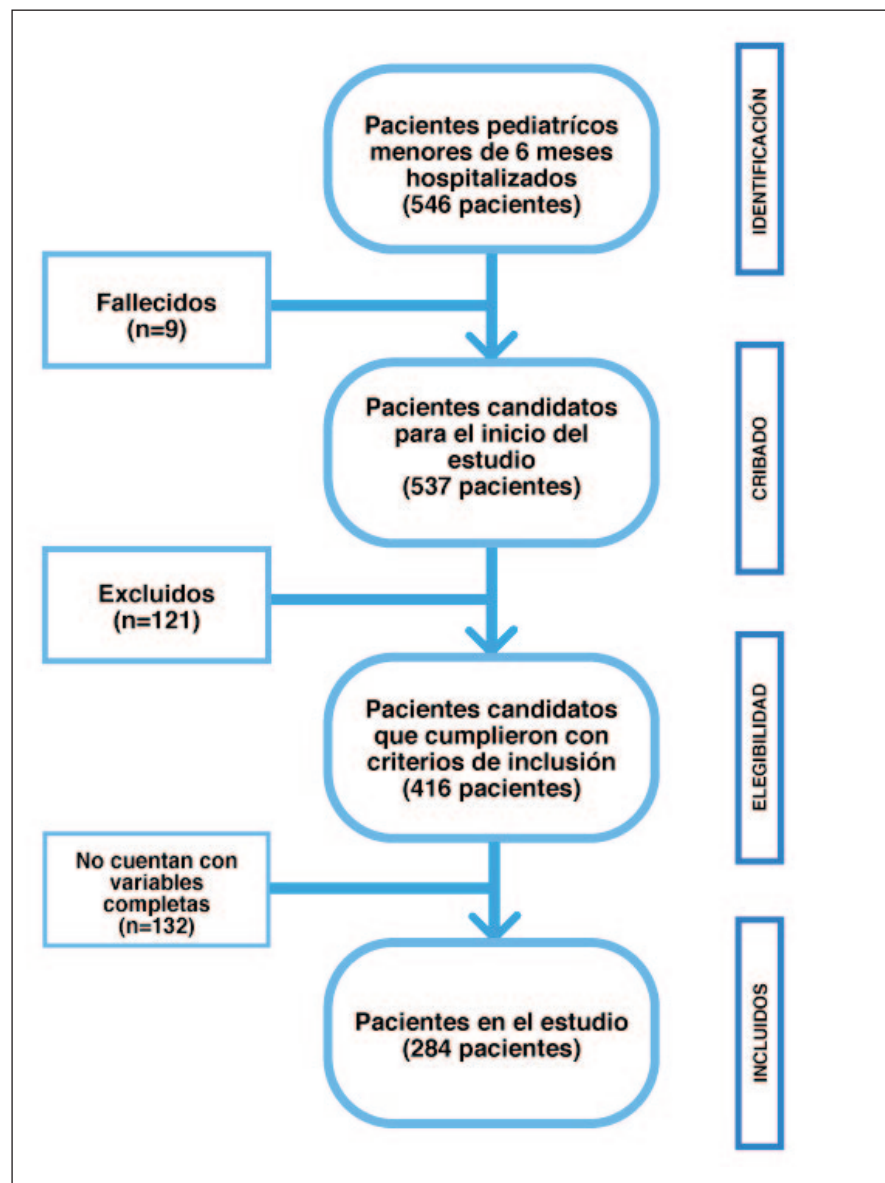 Pacientes pediatrícos
menores de 6 meses
hospitalizados
(546 pacientes)
IDENTIFICACIÓN
Fallecidos
(n=9)
Pacientes candidatos
para el inicio del
estudio
(537 pacientes)
CRIBADO
Excluidos
(n=121)
Pacientes candidatos
que cumplieron con
criterios de inclusión
(416 pacientes)
ELEGIBILIDAD
No cuentan con
variables
completas
(n=132)
Pacientes en el estudio
(284 pacientes)
INCLUIDOS